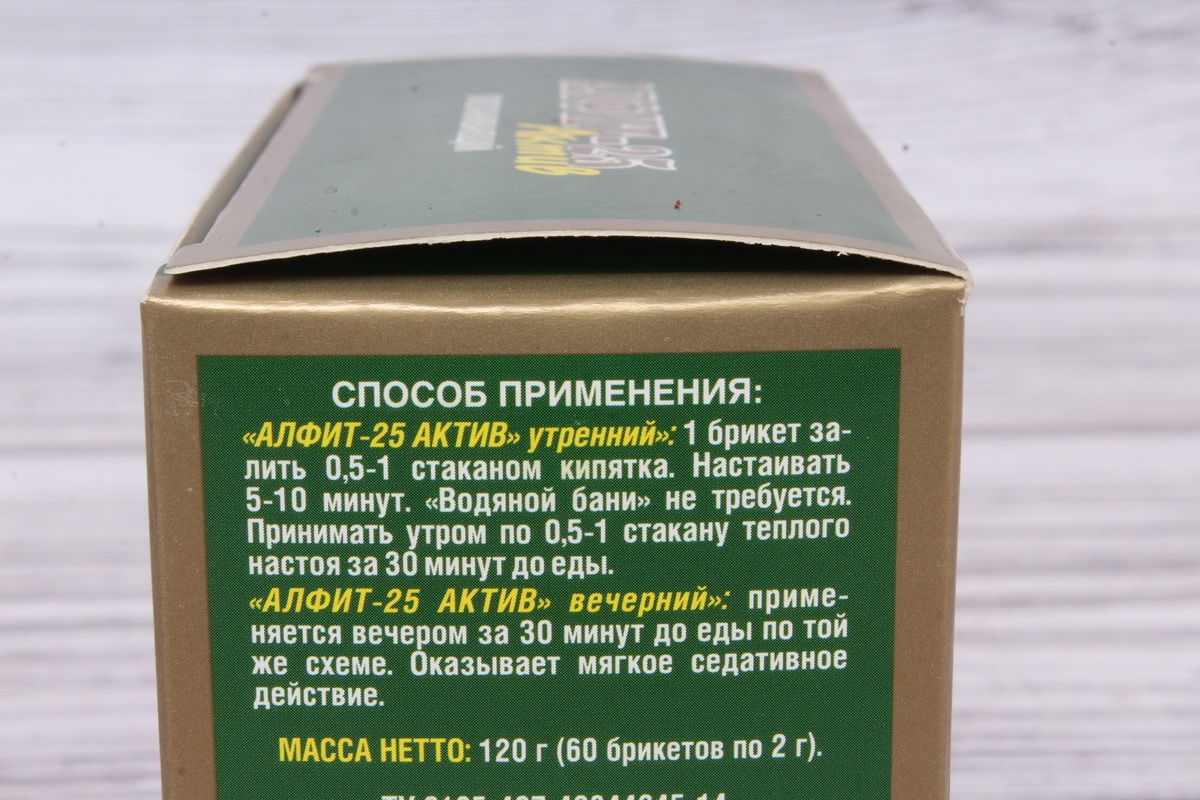 СПОСОБ ПРИМЕНЕНИЯ:
«АЛФИТ-25 АКТИВ» утренний»: 1 брикет за-
лить 0,5-1 стаканом кипятка. Настаивать
5-10 минут. «Водяной бани» не требуется.
Принимать утром по 0,5-1 стакану теплого
настоя за 30 минут до еды.
«АЛФИТ-25 АКТИВ» вечерний»: приме-
няется вечером за 30 минут до еды по той
же схеме. Оказывает мягкое седативное
действие.
МАССА НЕТТО: 120 г (60 брикетов по 2 г).